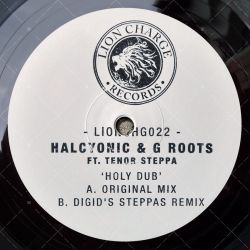 LION CHARGE
· RECORDS ·
- LIONCHG022 -
HALCYONIC & G ROOTS
FT. TENOR STEPPA
'HOLY DUB'
A. ORIGINAL MIX
B. DIGID'S STEPPAS REMIX